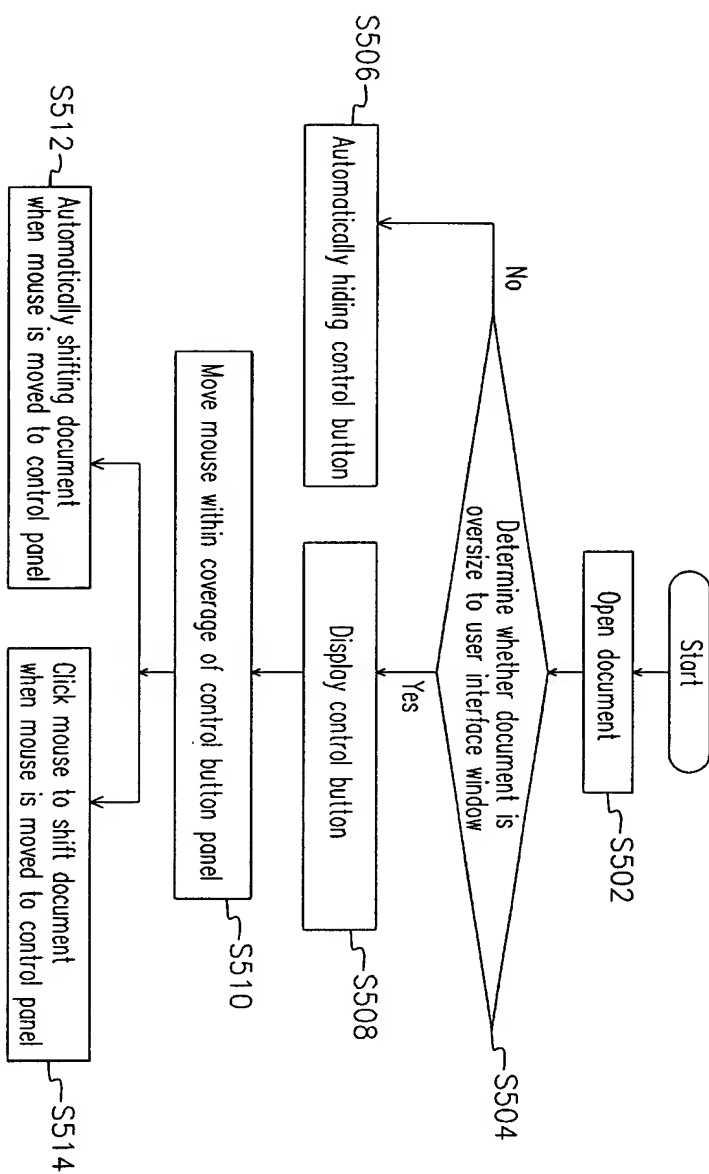 Start
Open document
S502
Determine whether document is
oversize to user interface window
S504
No
Yes
S506
Automatically hiding control button
Display control button
S508
Move mouse within coverage of control button panel
S510
S512
Automatically shifting document
when mouse is moved to control panel
Click mouse to shift document
when mouse is moved to control panel
S514